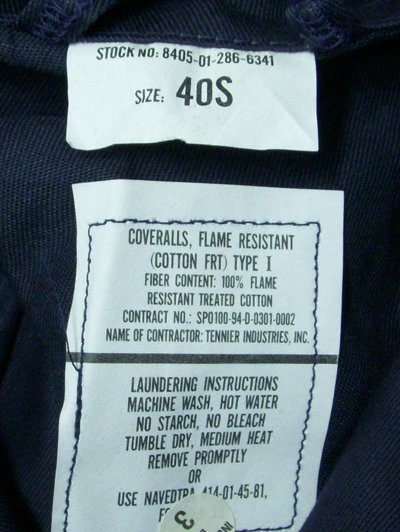 STOCK NO: 8405-01-286-6341
SIZE: 40S
COVERALLS, FLAME RESISTANT
(COTTON FRT) TYPE I
FIBER CONTENT: 100% FLAME
RESISTANT TREATED COTTON
CONTRACT NO.: SP0100-94-D-0301-0002
NAME OF CONTRACTOR: TENNIER INDUSTRIES, INC.
LAUNDERING INSTRUCTIONS
MACHINE WASH, HOT WATER
NO STARCH, NO BLEACH
TUMBLE DRY, MEDIUM HEAT
REMOVE PROMPTLY
OR
USE NAVEDTRA 414-01-45-81,
3